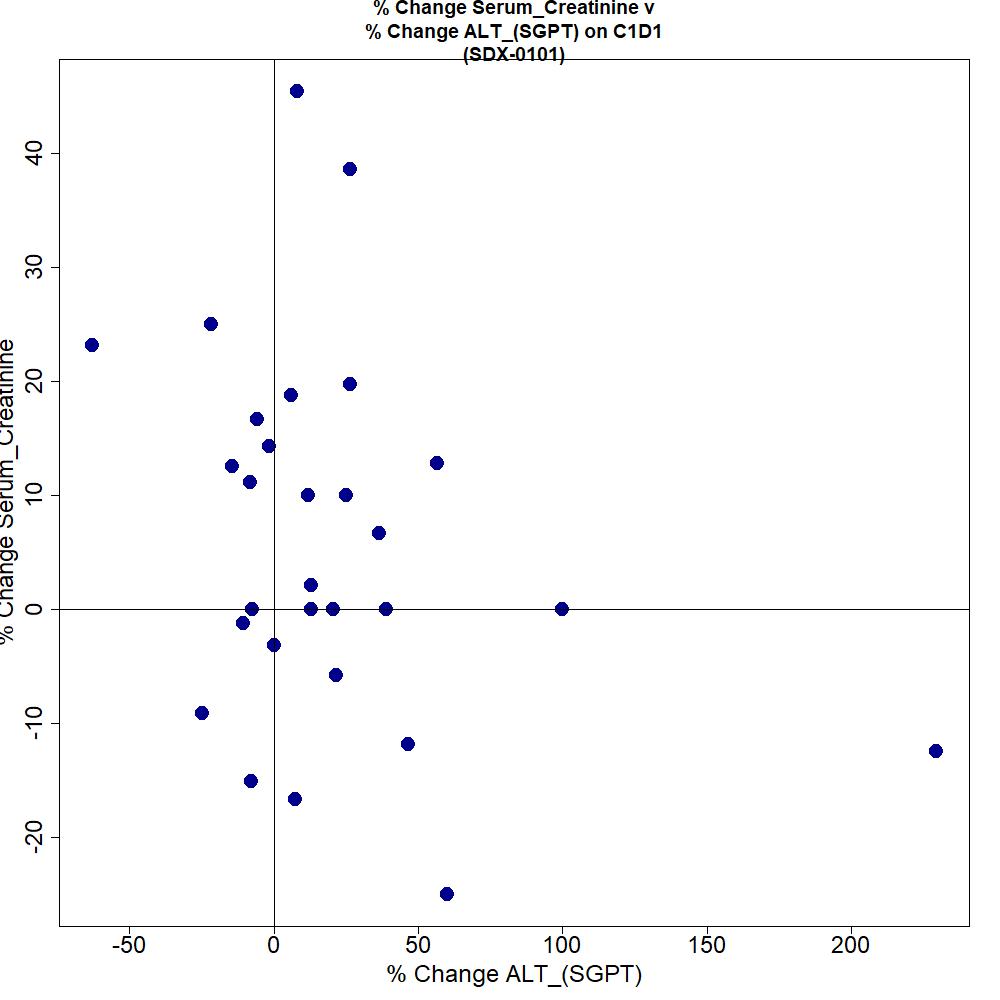 % Change Serum_Creatinine v
% Change ALT_(SGPT) on C1D1
(SDX-0101)
% Change Serum_Creatinine
40
30
20
10
0
-10
-20
-50
0
50
100
150
200
% Change ALT_(SGPT)